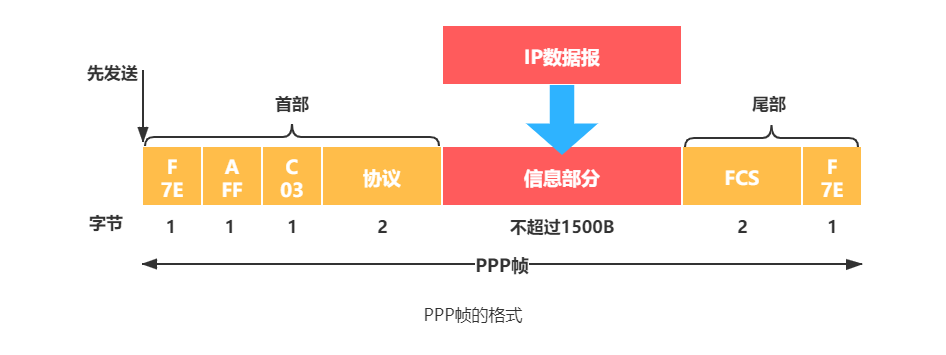 IP数据报
先发送
首部
尾部
F
7E
A
FF
C
03
协议
信息部分
FCS
F
7E
字节
1
1
1
2
不超过1500B
2
1
PPP帧
PPP帧的格式